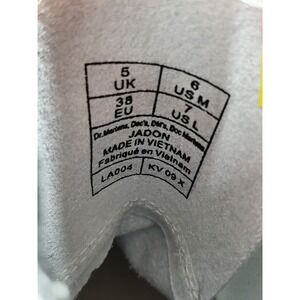 5 UK
6 US M
38 EU
7 US L
Dr. Martens, Doc's, DM's, Doc Martens
JADON
MADE IN VIETNAM
Fabriqué en Vietnam
LA004
KV 09 X